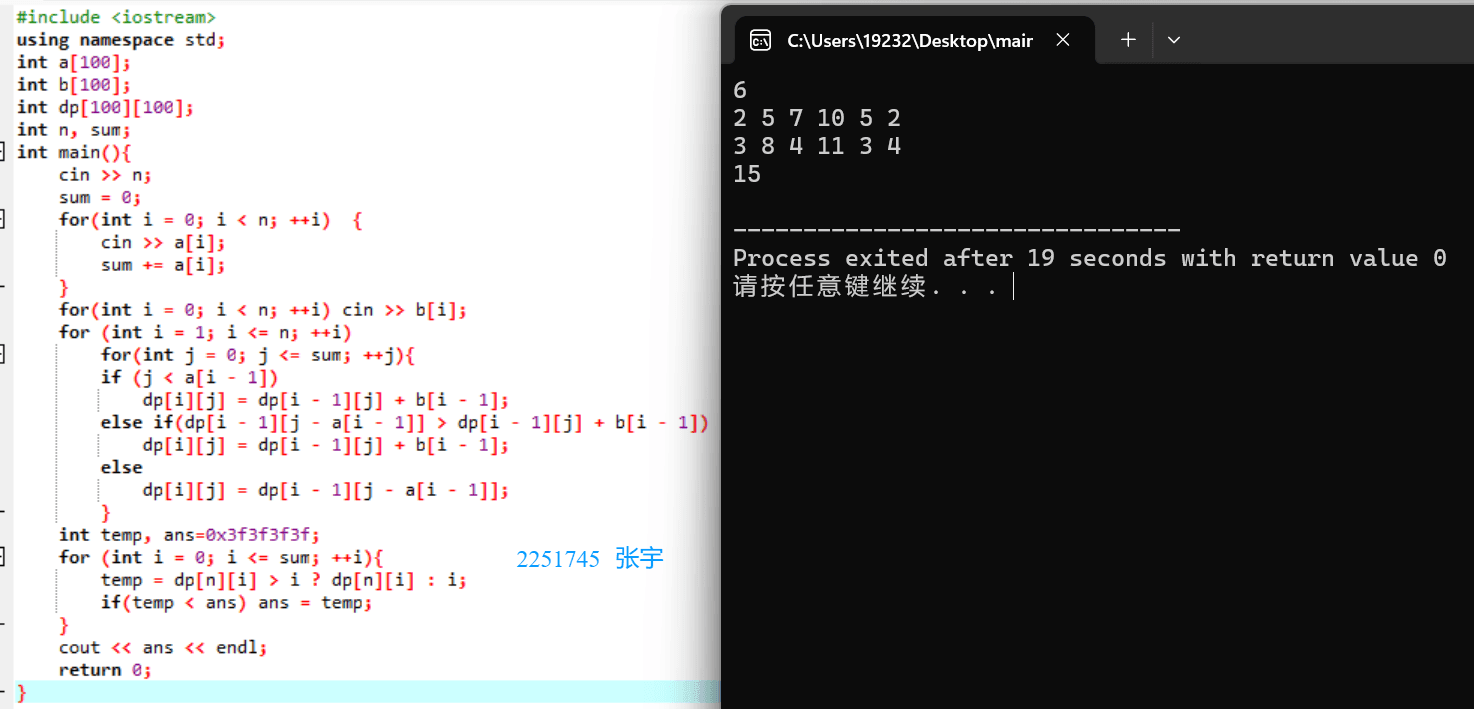 #include <iostream>
using namespace std;
int a[100];
int b[100];
int dp[100][100];
int n, sum;
int main(){
cin >> n;
sum = 0;
for(int i = 0; i < n; ++i) {
cin >> a[i];
sum += a[i];
}
for(int i = 0; i < n; ++i) cin >> b[i];
for (int i = 1; i <= n; ++i)
for(int j = 0; j <= sum; ++j){
if (j < a[i - 1])
dp[i][j] = dp[i - 1][j] + b[i - 1];
else if(dp[i - 1][j - a[i - 1]] > dp[i - 1][j] + b[i - 1])
dp[i][j] = dp[i - 1][j] + b[i - 1];
else
dp[i][j] = dp[i - 1][j - a[i - 1]];
}
int temp, ans=0x3f3f3f3f;
for (int i = 0; i <= sum; ++i){
temp = dp[n][i] > i ? dp[n][i] : i;
if(temp < ans) ans = temp;
}
cout << ans << endl;
return 0;
}
2251745 张宇
C:\Users\19232\Desktop\mair
6
2 5 7 10 5 2
3 8 4 11 3 4
15
--------------------------------
Process exited after 19 seconds with return value 0
请按任意键继续. . .